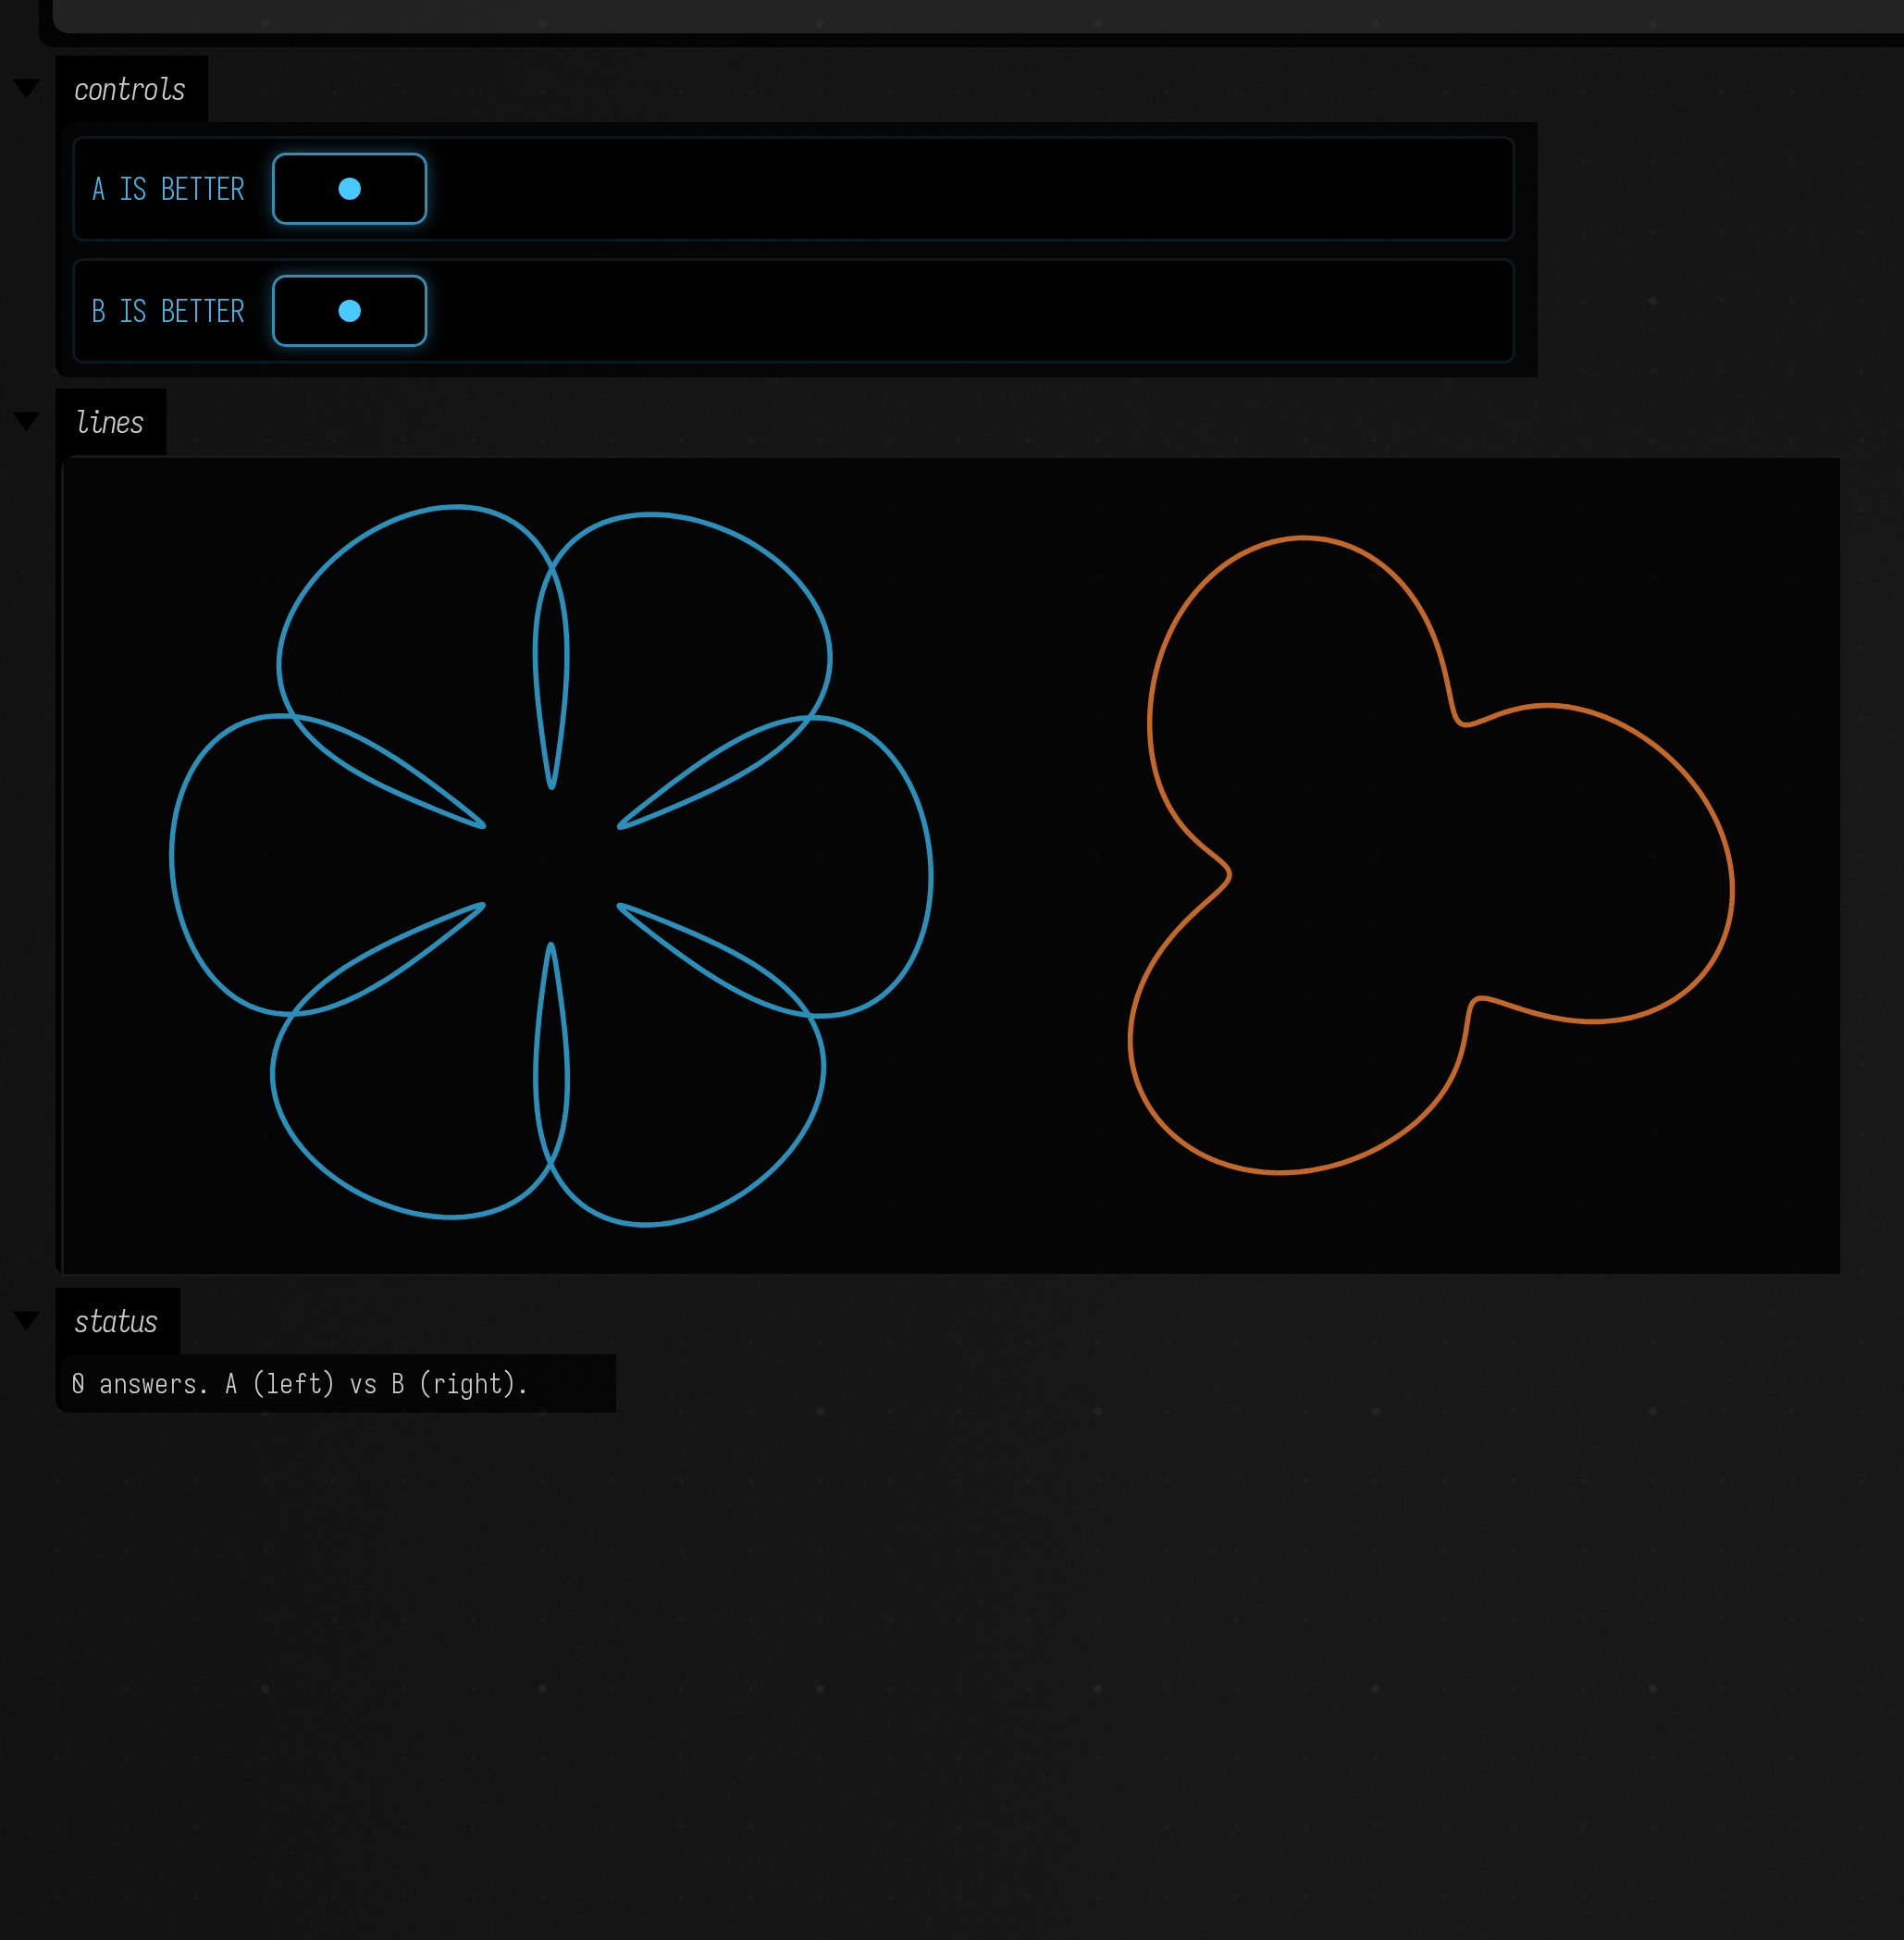 controls
A IS BETTER
B IS BETTER
lines
status
0 answers. A (left) vs B (right).